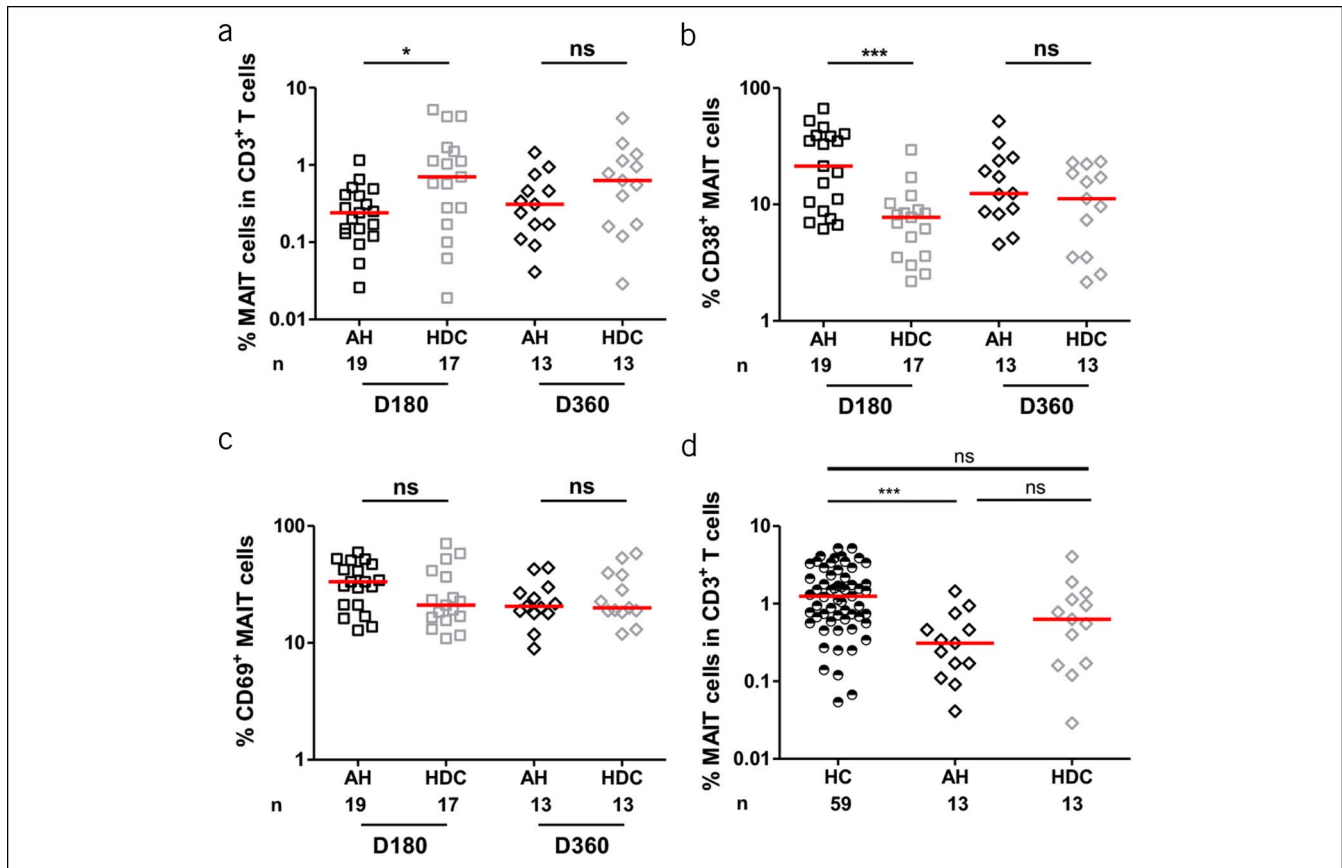 a
* ns
% MAIT cells in CD3+ T cells
10
1
0.1
0.01
AH HDC AH HDC
n 19 17 13 13
D180 D360
b
*** ns
% CD38+ MAIT cells
100
10
1
AH HDC AH HDC
n 19 17 13 13
D180 D360
c
ns ns
% CD69+ MAIT cells
100
10
1
AH HDC AH HDC
n 19 17 13 13
D180 D360
d
ns
*** ns
% MAIT cells in CD3+ T cells
10
1
0.1
0.01
HC AH HDC
n 59 13 13